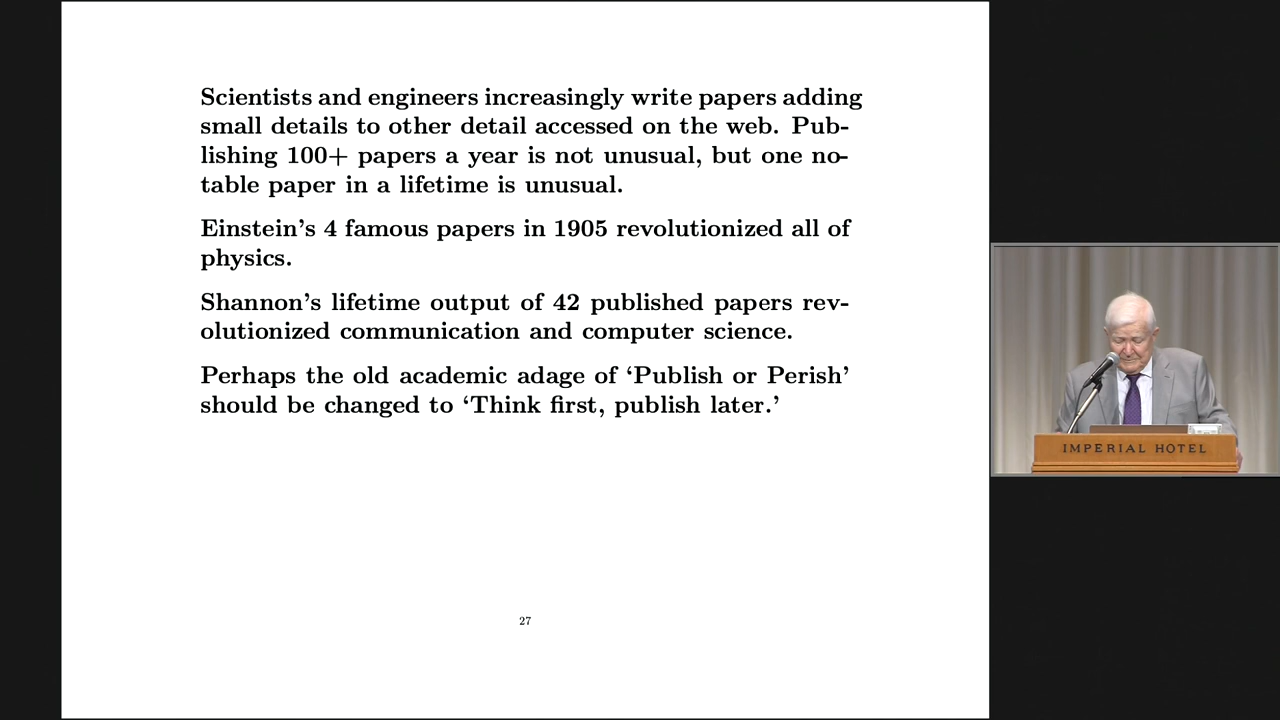 Scientists and engineers increasingly write papers adding
small details to other detail accessed on the web. Pub-
lishing 100+ papers a year is not unusual, but one no-
table paper in a lifetime is unusual.
Einstein’s 4 famous papers in 1905 revolutionized all of
physics.
Shannon’s lifetime output of 42 published papers rev-
olutionized communication and computer science.
Perhaps the old academic adage of ‘Publish or Perish’
should be changed to ‘Think first, publish later.’
27
IMPERIAL HOTEL